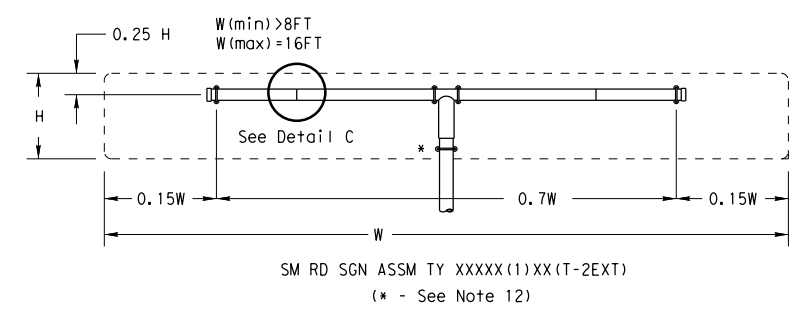 W(min)>8FT
0.25 H
W(max)=16FT
H
See Detail C
*
0.15W
0.7W
0.15W
W
SM RD SGN ASSM TY XXXXX(1)XX(T-2EXT)
(* - See Note 12)